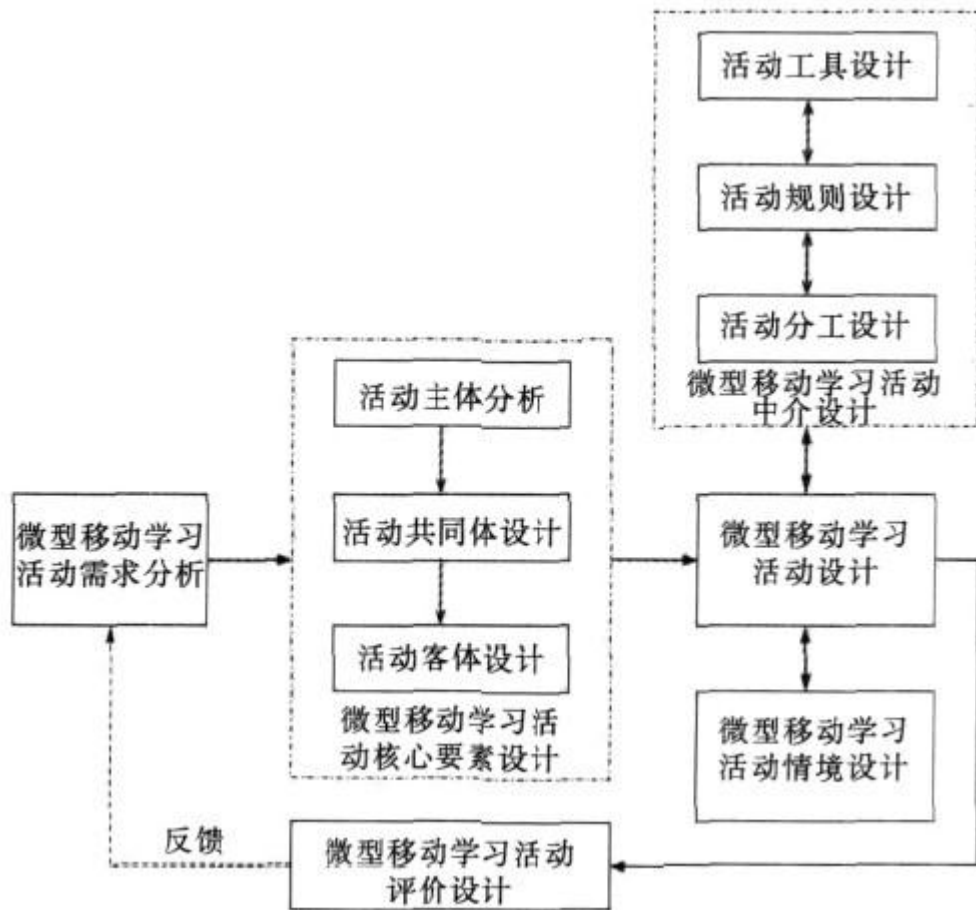 活动工具设计
活动规则设计
活动分工设计
微型移动学习活动
中介设计
活动主体分析
活动共同体设计
活动客体设计
微型移动学习活
动核心要素设计
微型移动学习
活动需求分析
微型移动学习
活动设计
微型移动学习
活动情境设计
反馈
微型移动学习活动
评价设计